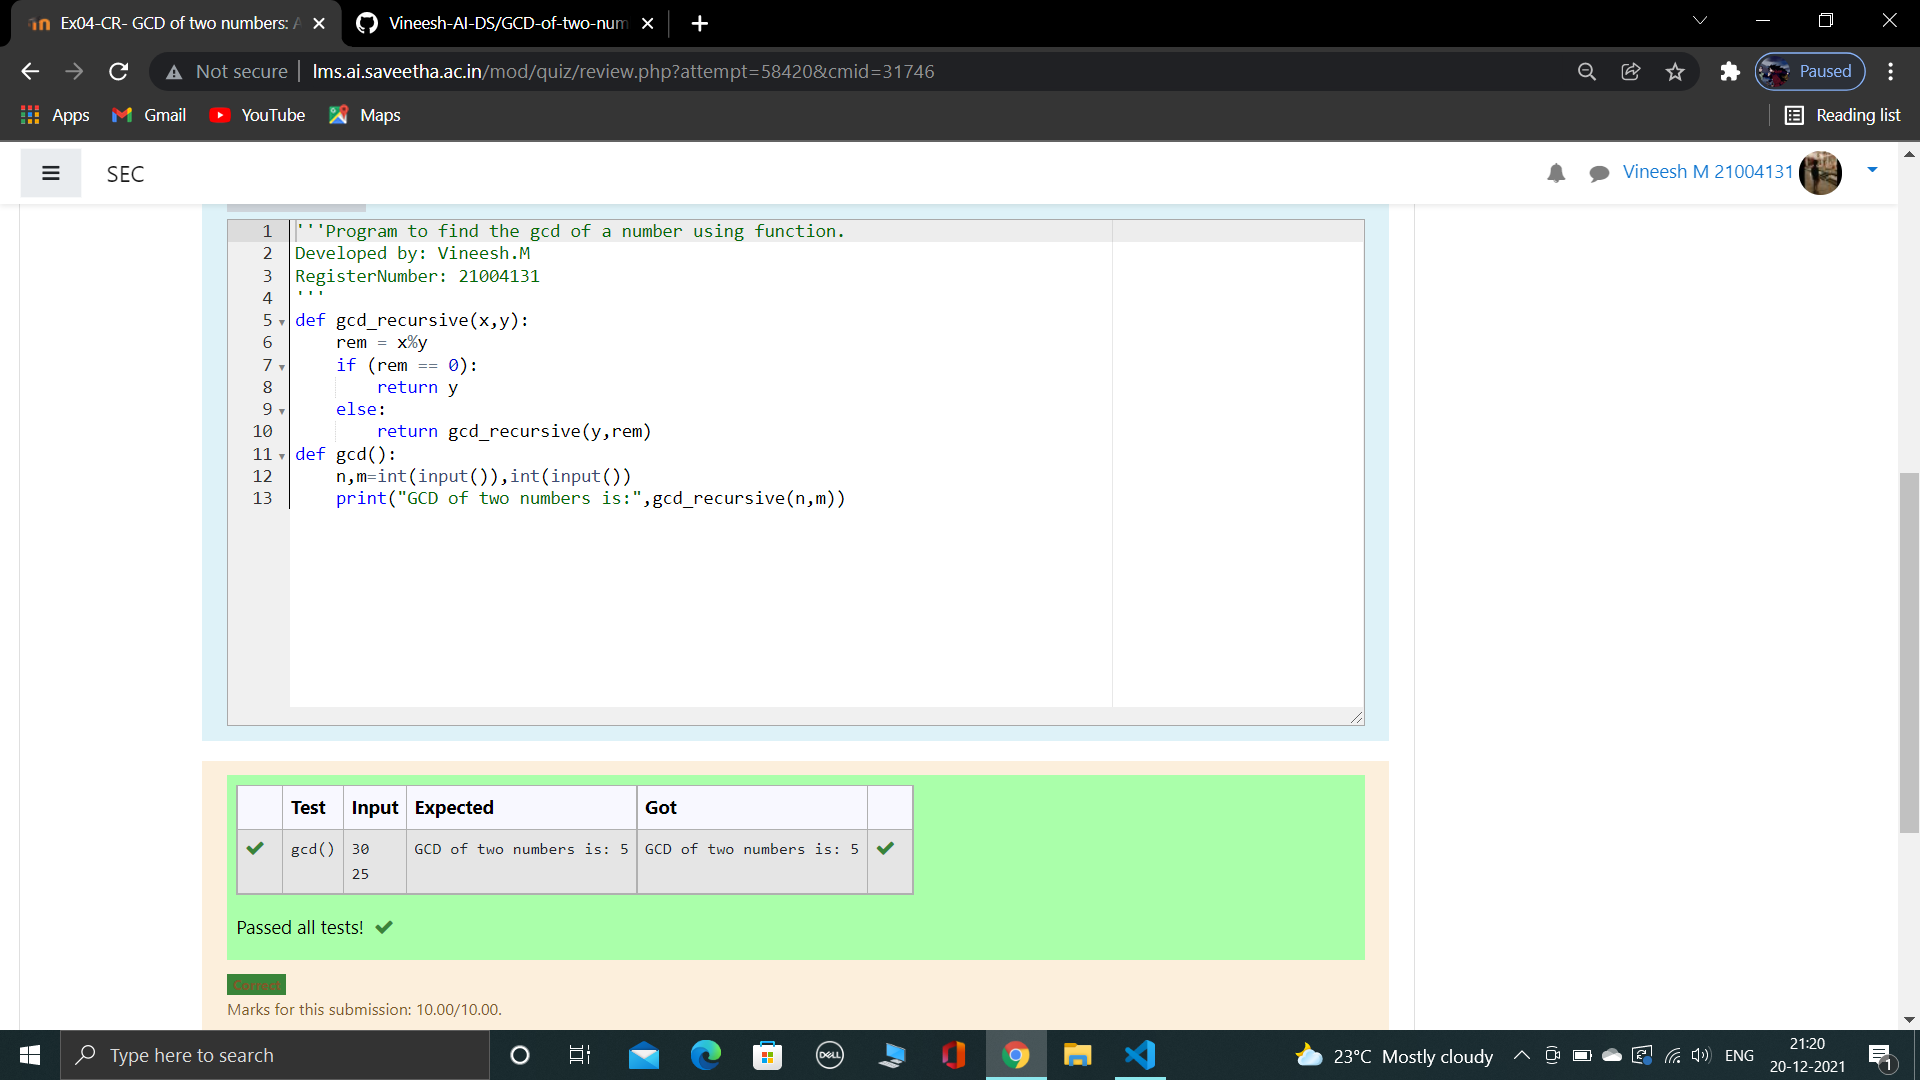 Ex04-CR- GCD of two numbers: A
Vineesh-AI-DS/GCD-of-two-num
Not secure
lms.ai.saveetha.ac.in/mod/quiz/review.php?attempt=58420&cmid=31746
Paused
Apps
Gmail
YouTube
Maps
Reading list
SEC
Vineesh M 21004131
1 '''Program to find the gcd of a number using function.
2 Developed by: Vineesh.M
3 RegisterNumber: 21004131
4 '''
5 def gcd_recursive(x,y):
6 rem = x%y
7 if (rem == 0):
8 return y
9 else:
10 return gcd_recursive(y,rem)
11 def gcd():
12 n,m=int(input()),int(input())
13 print("GCD of two numbers is:",gcd_recursive(n,m))
Test Input Expected Got
gcd() 30 GCD of two numbers is: 5 GCD of two numbers is: 5
25
Passed all tests!
Correct
Marks for this submission: 10.00/10.00.
Type here to search
DELL
23°C Mostly cloudy
ENG
21:20
20-12-2021
1